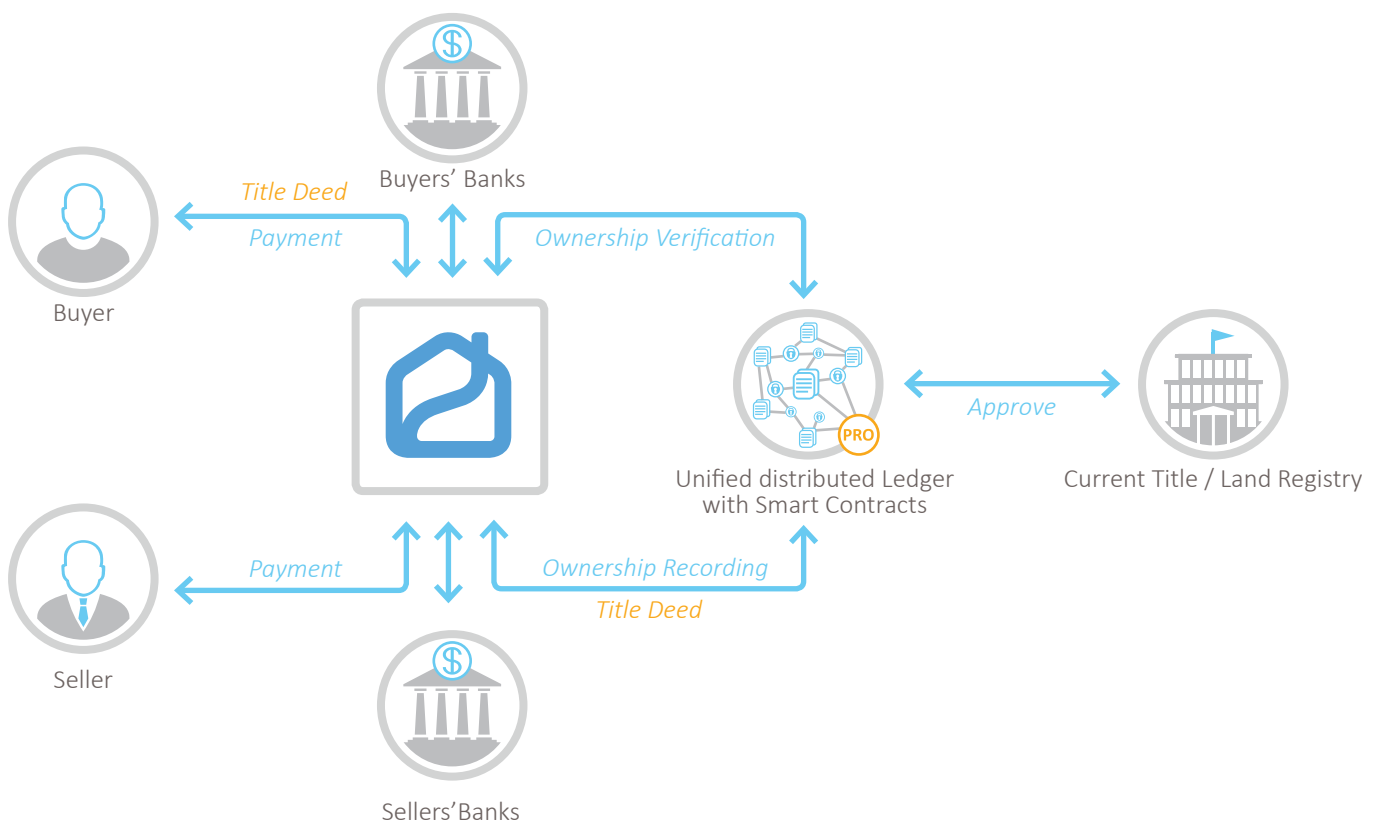 Buyers’ Banks
Title Deed
Payment
Ownership Verification
Buyer
PRO
Unified distributed Ledger
with Smart Contracts
Approve
Current Title / Land Registry
Payment
Ownership Recording
Title Deed
Seller
Sellers’Banks